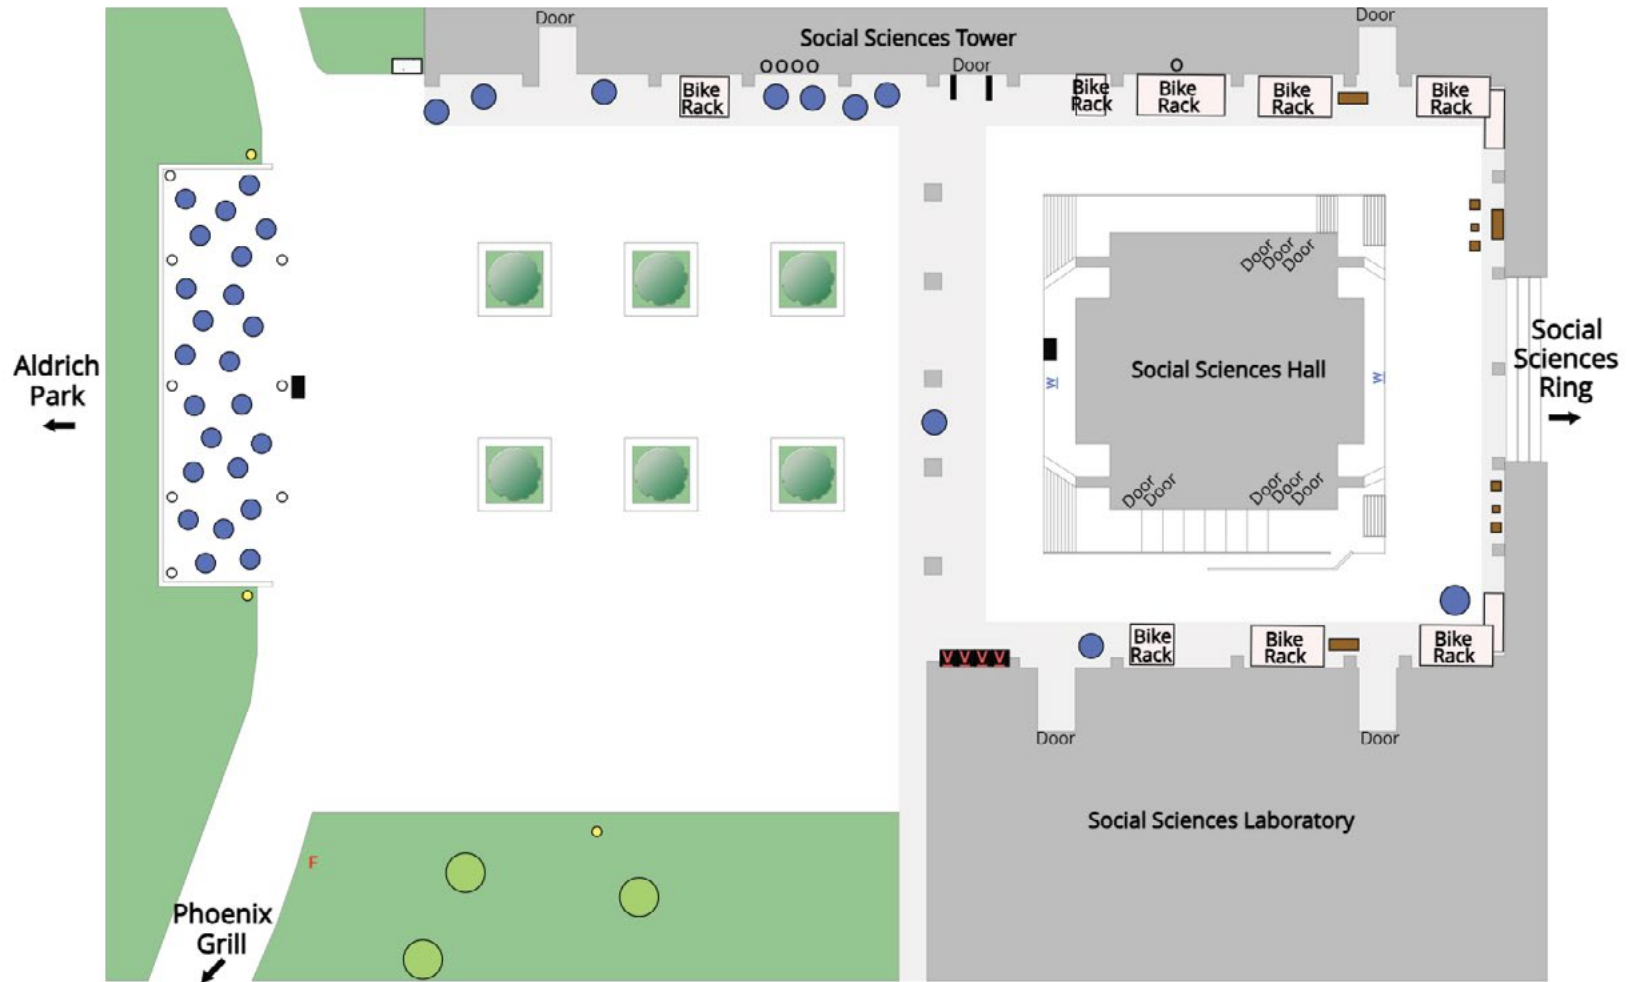 Door
Door
Social Sciences Tower
OOOO
Door
O
Bike
Rack
Bike
Rack
Bike
Rack
Bike
Rack
Bike
Rack
Door
Door
Door
Aldrich
Park
Social Sciences Hall
Social
Sciences
Ring
W
W
Door
Door
Door
Door
Door
Bike
Rack
Bike
Rack
Bike
Rack
V V V V
Door
Door
Social Sciences Laboratory
F
Phoenix
Grill